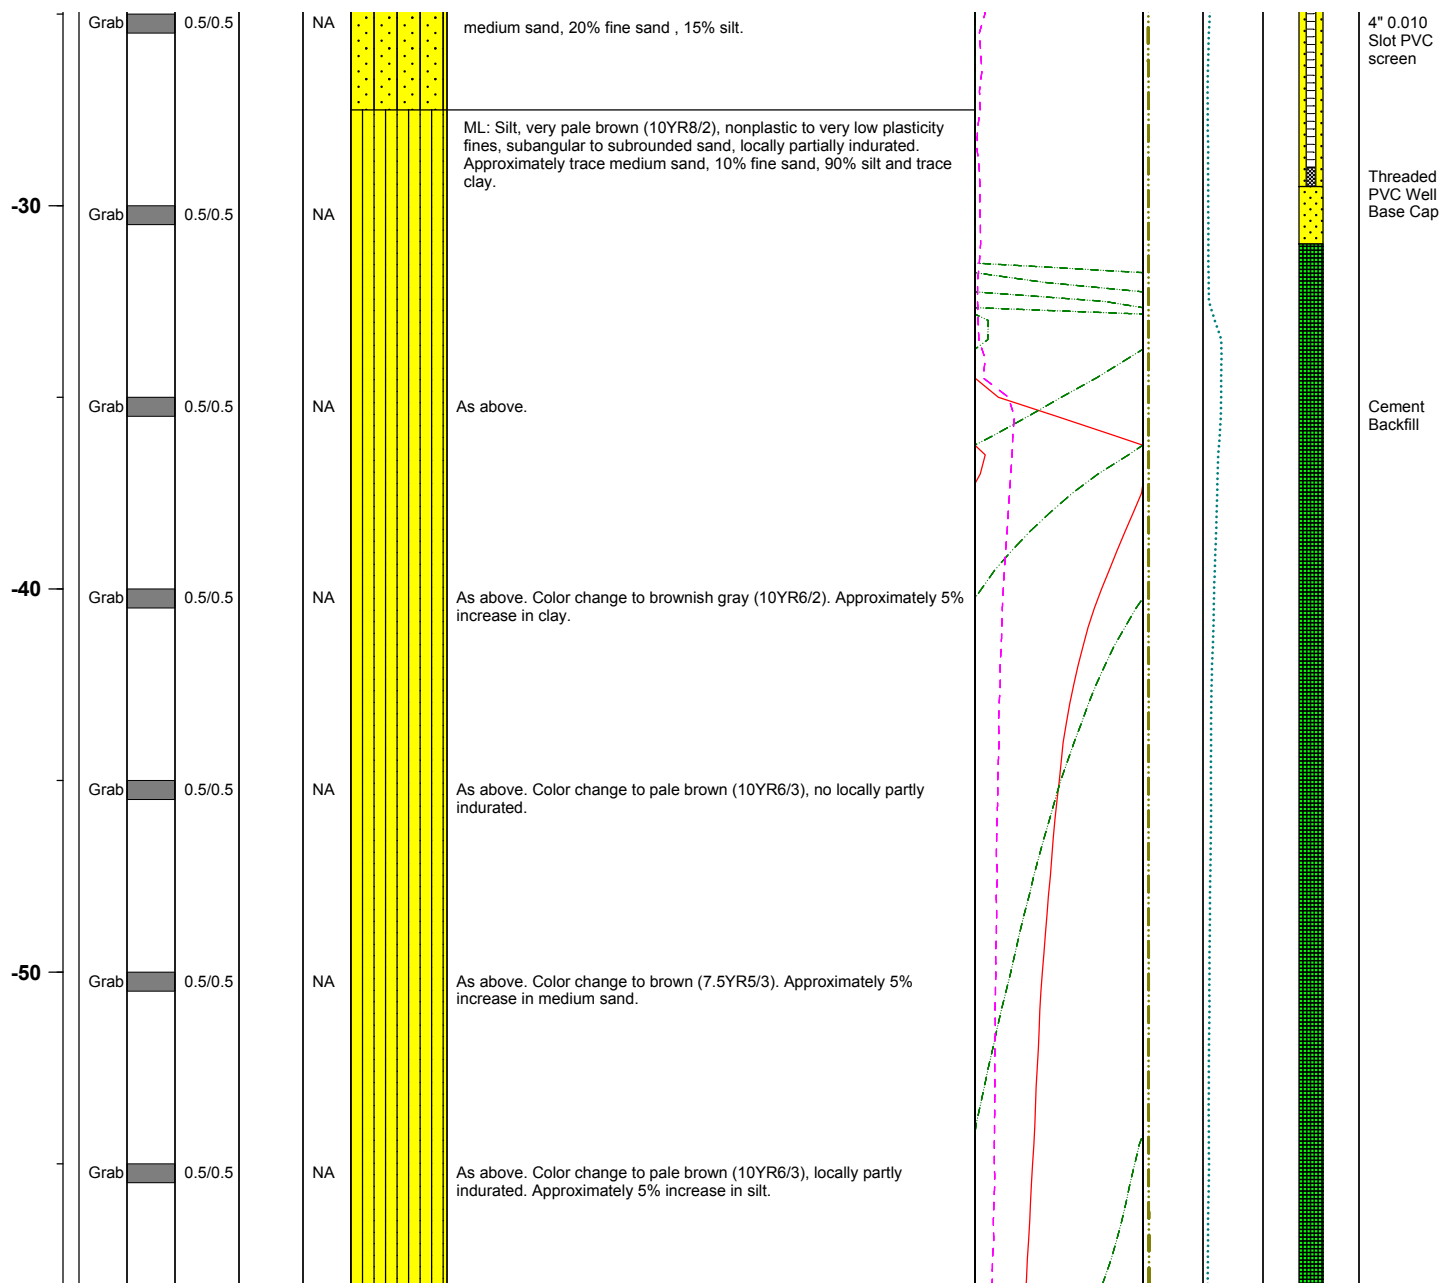 Grab 0.5/0.5 NA
medium sand, 20% fine sand , 15% silt.
4" 0.010
Slot PVC
screen
ML: Silt, very pale brown (10YR8/2), nonplastic to very low plasticity
fines, subangular to subrounded sand, locally partially indurated.
Approximately trace medium sand, 10% fine sand, 90% silt and trace
clay.
Threaded
PVC Well
Base Cap
-30
Grab 0.5/0.5 NA
Grab 0.5/0.5 NA
As above.
Cement
Backfill
-40
Grab 0.5/0.5 NA
As above. Color change to brownish gray (10YR6/2). Approximately 5%
increase in clay.
Grab 0.5/0.5 NA
As above. Color change to pale brown (10YR6/3), no locally partly
indurated.
-50
Grab 0.5/0.5 NA
As above. Color change to brown (7.5YR5/3). Approximately 5%
increase in medium sand.
Grab 0.5/0.5 NA
As above. Color change to pale brown (10YR6/3), locally partly
indurated. Approximately 5% increase in silt.